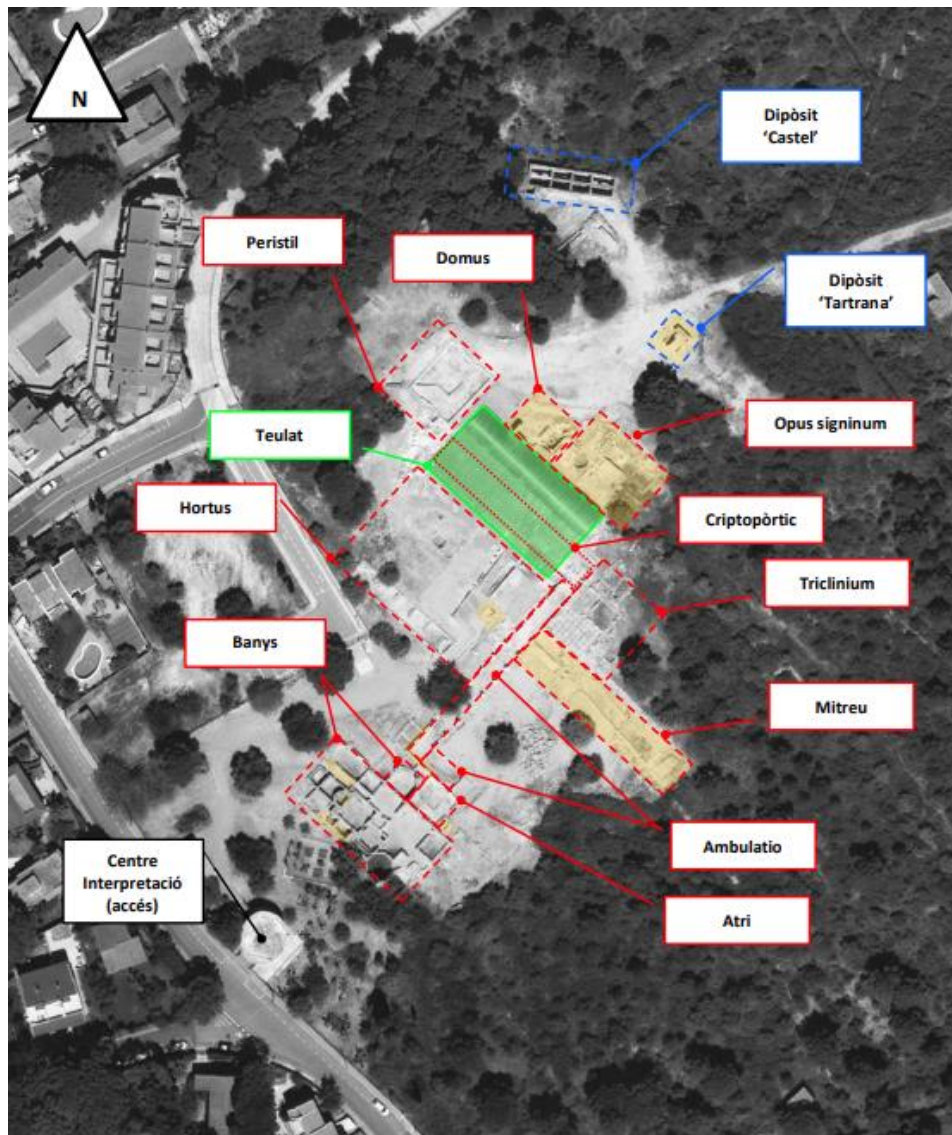 N
Dipòsit
‘Castel’
Peristil
Domus
Dipòsit
‘Tartrana’
Teulat
Opus signinum
Hortus
Criptopòrtic
Triclinium
Banys
Mitreu
Centre
Interpretació
(accés)
Ambulatio
Atri